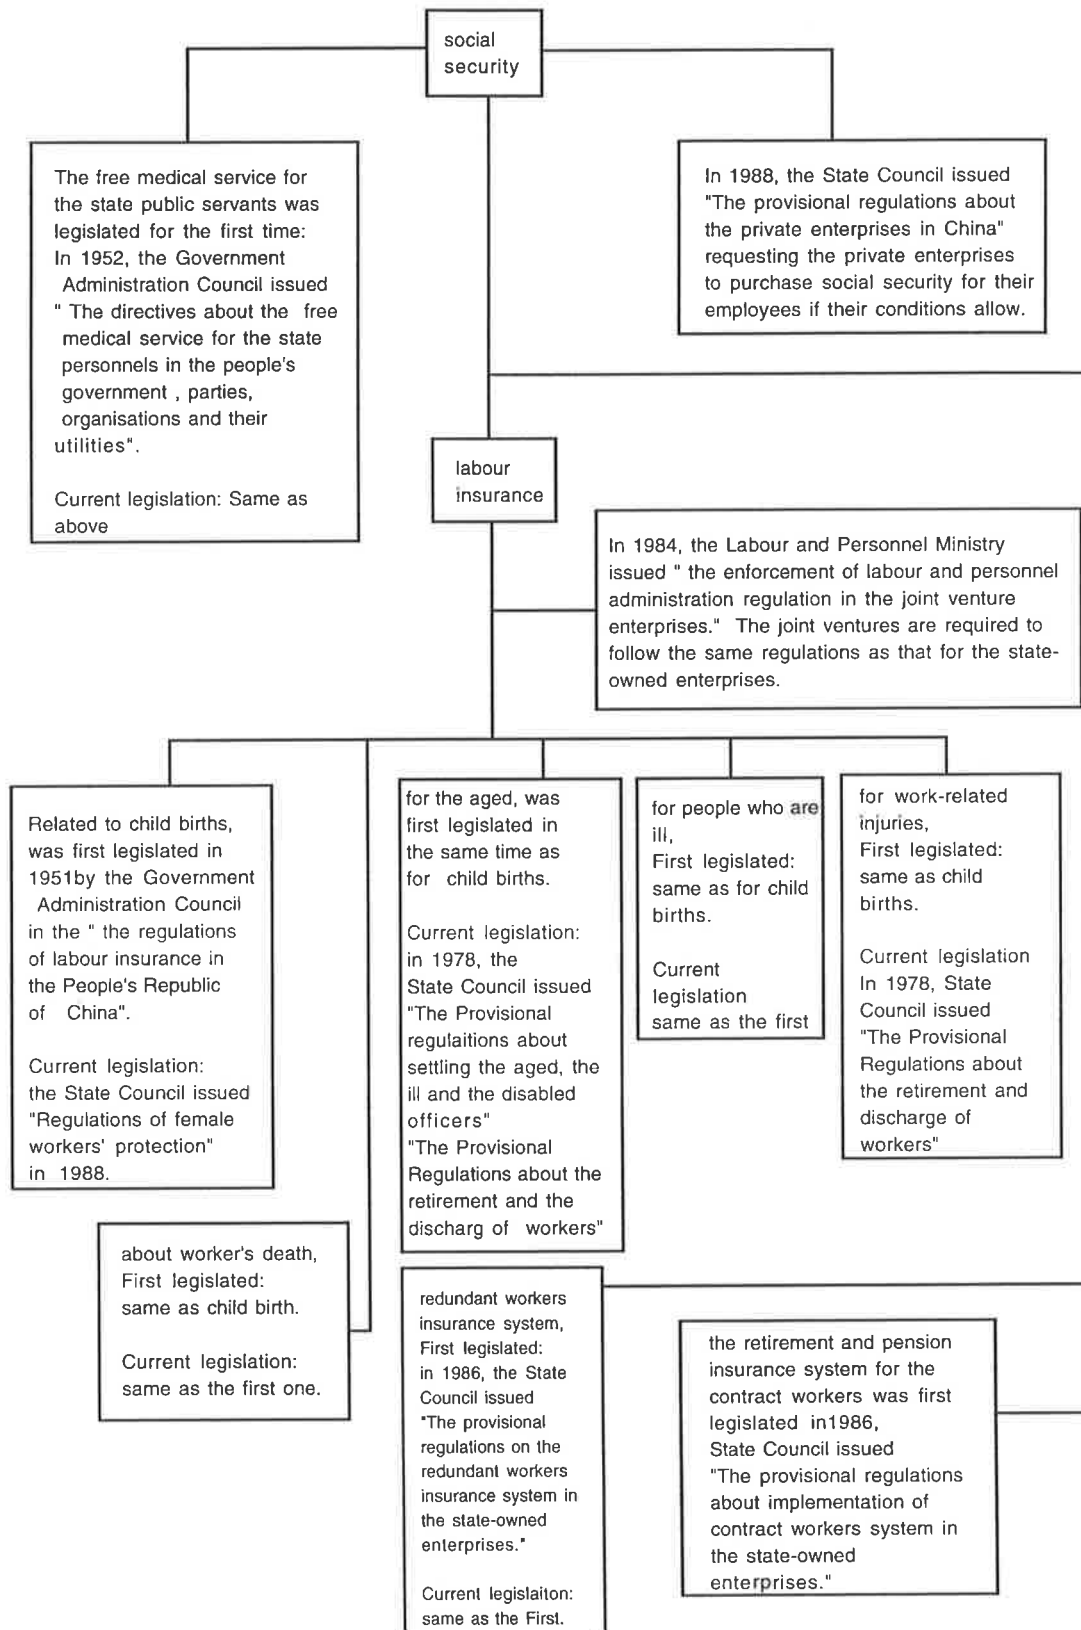 social
security
The free medical service for
the state public servants was
legislated for the first time:
In 1952, the Government
Administration Council issued
" The directives about the free
medical service for the state
personnels in the people's
government , parties,
organisations and their
utilities".
Current legislation: Same as
above
In 1988, the State Council issued
"The provisional regulations about
the private enterprises in China"
requesting the private enterprises
to purchase social security for their
employees if their conditions allow.
labour
insurance
In 1984, the Labour and Personnel Ministry
issued " the enforcement of labour and personnel
administration regulation in the joint venture
enterprises." The joint ventures are required to
follow the same regulations as that for the state-
owned enterprises.
Related to child births,
was first legislated in
1951by the Government
Administration Council
in the " the regulations
of labour insurance in
the People's Republic
of China".
Current legislation:
the State Council issued
"Regulations of female
workers' protection"
in 1988.
for the aged, was
first legislated in
the same time as
for child births.
Current legislation:
in 1978, the
State Council issued
"The Provisional
regulaitions about
settling the aged, the
ill and the disabled
officers"
"The Provisional
Regulations about the
retirement and the
discharg of workers"
for people who are
ill,
First legislated:
same as for child
births.
Current
legislation
same as the first
for work-related
injuries,
First legislated:
same as child
births.
Current legislation
In 1978, State
Council issued
"The Provisional
Regulations about
the retirement and
discharge of
workers"
about worker's death,
First legislated:
same as child birth.
Current legislation:
same as the first one.
redundant workers
insurance system,
First legislated:
in 1986, the State
Council issued
"The provisional
regulations on the
redundant workers
insurance system in
the state-owned
enterprises."
Current legislaiton:
same as the First.
the retirement and pension
insurance system for the
contract workers was first
legislated in1986,
State Council issued
"The provisional regulations
about implementation of
contract workers system in
the state-owned
enterprises."